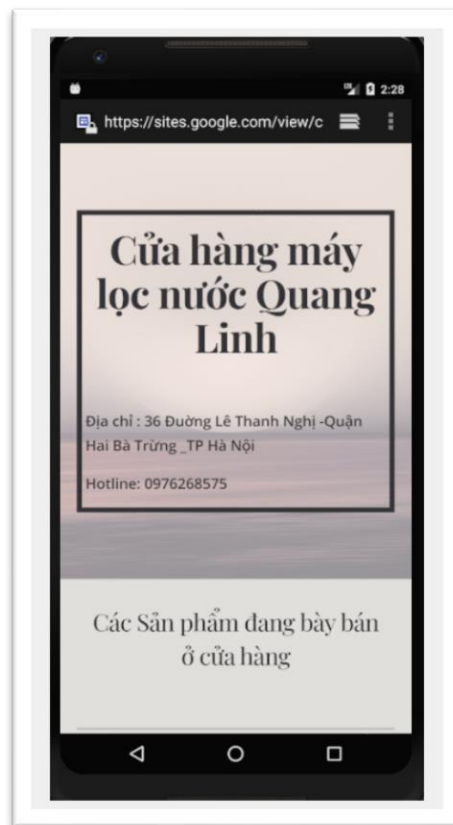 2:28
https://sites.google.com/view/c
Cửa hàng máy
lọc nước Quang
Linh
Địa chỉ : 36 Đường Lê Thanh Nghị -Quận
Hai Bà Trừng _TP Hà Nội
Hotline: 0976268575
Các Sản phẩm đang bày bán
ở cửa hàng